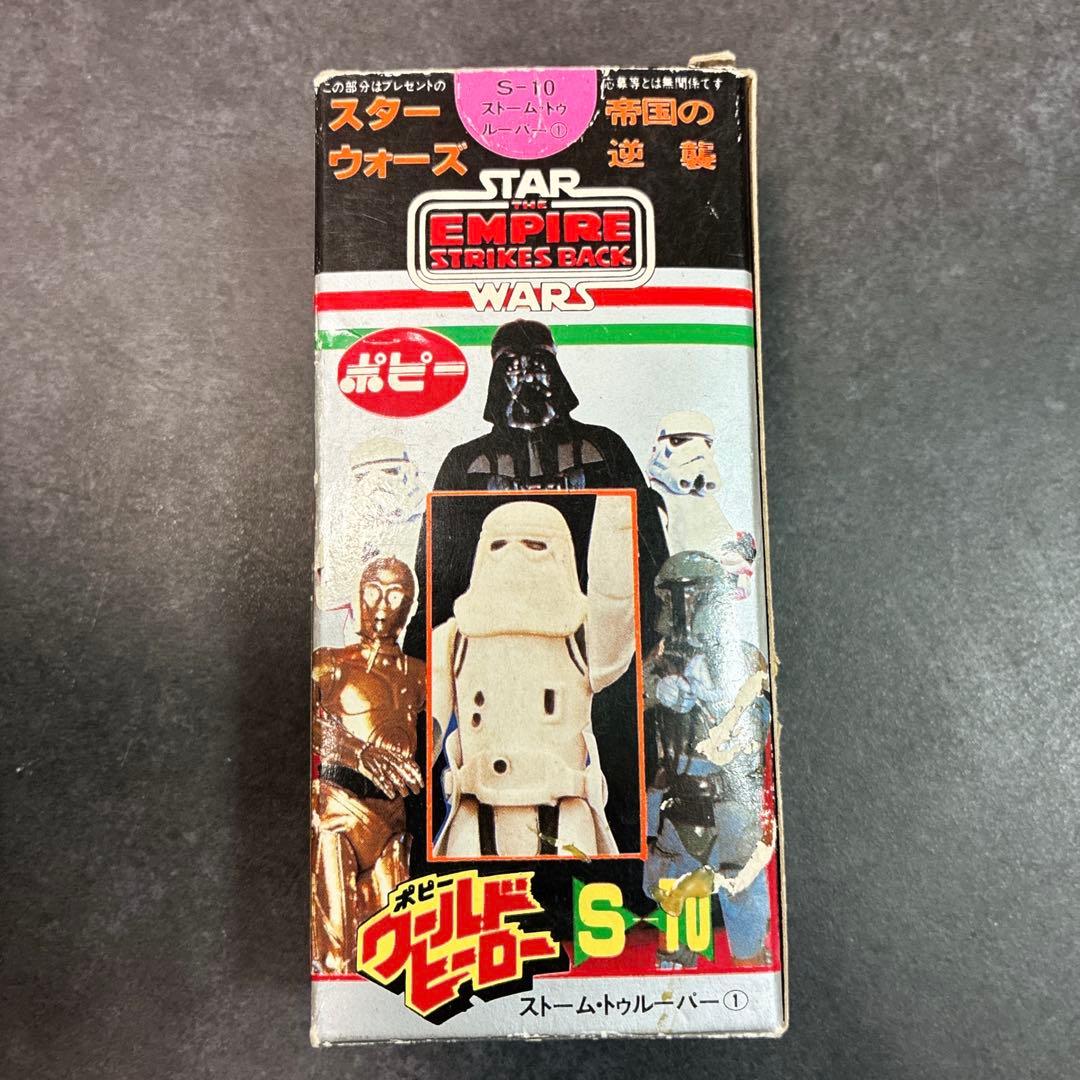 この部分はプレゼントの
応募等とは無関係です
S-10
ストーム・トゥ
ルーパー①
スター
ウォーズ
帝国の
逆襲
STAR
THE
EMPIRE
STRIKES BACK
WARS
ポピー
ポピー
ワールド
ヒーロー
S-10
ストーム・トゥルーパー①